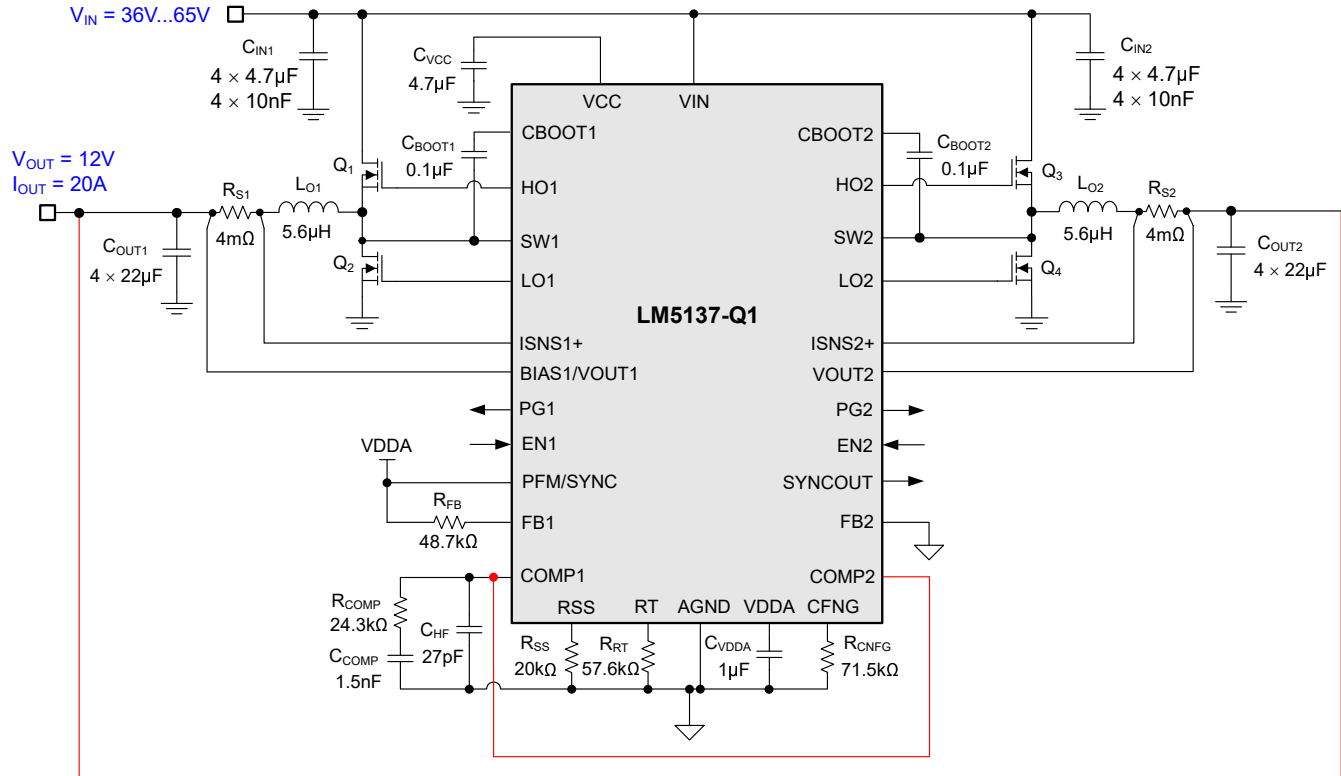 VIN = 36V...65V
CIN1
4 × 4.7µF
4 × 10nF
CVCC
4.7µF
CIN2
4 × 4.7µF
4 × 10nF
VCC
VIN
CBOOT1
CBOOT2
CBOOT1
0.1µF
CBOOT2
0.1µF
VOUT = 12V
IOUT = 20A
Q1
HO1
HO2
Q3
RS1
4mΩ
LO1
5.6µH
LO2
5.6µH
RS2
4mΩ
SW1
SW2
COUT1
4 × 22µF
Q2
LO1
LO2
Q4
COUT2
4 × 22µF
LM5137-Q1
ISNS1+
ISNS2+
BIAS1/VOUT1
VOUT2
PG1
PG2
EN1
EN2
VDDA
PFM/SYNC
SYNCOUT
RFB
48.7kΩ
FB1
FB2
COMP1
COMP2
RSS
RT
AGND
VDDA
CFNG
RCOMP
24.3kΩ
CCOMP
1.5nF
CHF
27pF
RSS
20kΩ
RRT
57.6kΩ
CVDDA
1µF
RCNFG
71.5kΩ